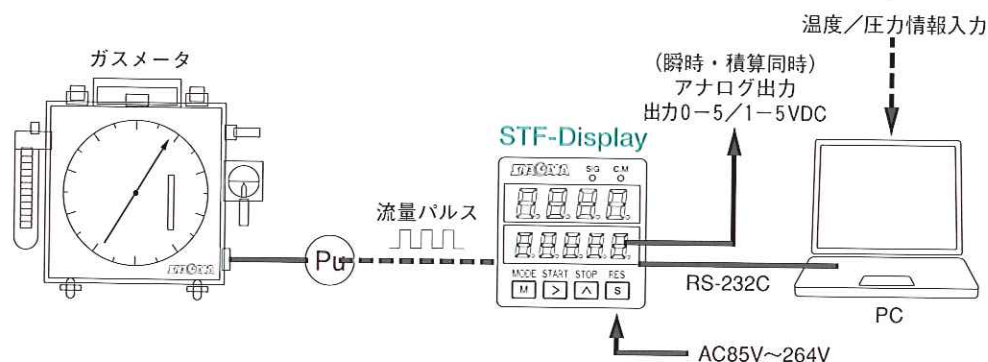 温度／圧力情報入力
ガスメータ
（瞬時・積算同時）
アナログ出力
出力0－5／1－5VDC
STF-Display
SIG C.M
流量パルス
Pu
MODE START STOP RES
M > ∧ S
RS-232C
PC
AC85V～264V